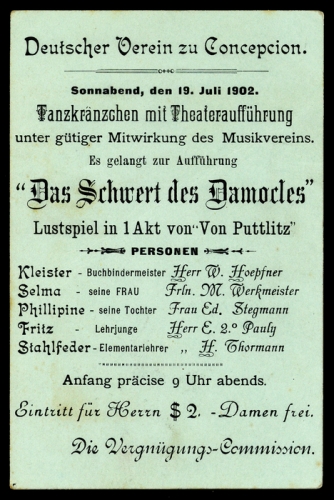 Deutscher Verein zu Concepcion.
Sonnabend, den 19. Juli 1902.
Tanzkränzchen mit Theateraufführung
unter gütiger Mitwirkung des Musikvereins.
Es gelangt zur Aufführung
“Das Schwert des Damocles”
Lustspiel in 1 Akt von “Von Puttlitz”
PERSONEN
Kleister - Buchbindermeister Herr W. Hoepfner
Selma - seine FRAU Frln. M. Werkmeister
Phillipine - seine Tochter Frau Ed. Stegmann
Fritz - Lehrjunge Herr E. 2.º Pauly
Stahlfeder - Elementarlehrer „ H. Thormann
Anfang präcise 9 Uhr abends.
Eintritt für Herrn $ 2. - Damen frei.
Die Vergnügungs-Commission.